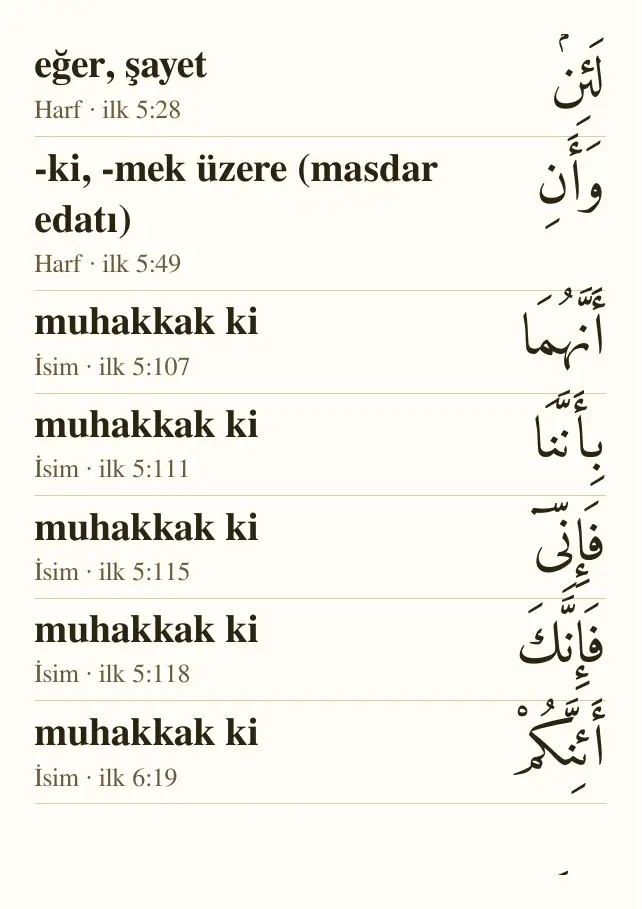 eğer, şayet
لَئِنۢ
Harf · ilk 5:28
-ki, -mek üzere (masdar
edatı)
وَأَنِ
Harf · ilk 5:49
muhakkak ki
أَنَّهُمَا
İsim · ilk 5:107
muhakkak ki
بِأَنَّنَا
İsim · ilk 5:111
muhakkak ki
فَإِنِّىٓ
İsim · ilk 5:115
muhakkak ki
فَإِنَّكَ
İsim · ilk 5:118
muhakkak ki
أَئِنَّكُمْ
İsim · ilk 6:19